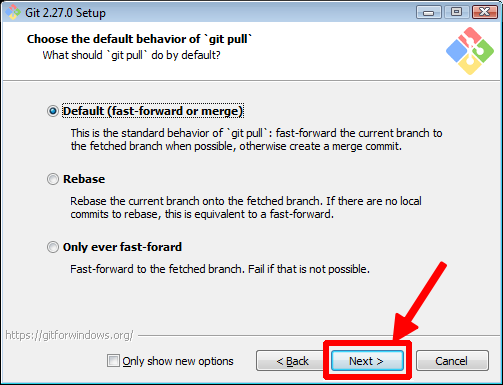 Git 2.27.0 Setup
Choose the default behavior of `git pull`
What should `git pull` do by default?
Default (fast-forward or merge)
This is the standard behavior of `git pull`: fast-forward the current branch to
the fetched branch when possible, otherwise create a merge commit.
Rebase
Rebase the current branch onto the fetched branch. If there are no local
commits to rebase, this is equivalent to a fast-forward.
Only ever fast-forard
Fast-forward to the fetched branch. Fail if that is not possible.
https://gitforwindows.org/
Only show new options
< Back
Next >
Cancel